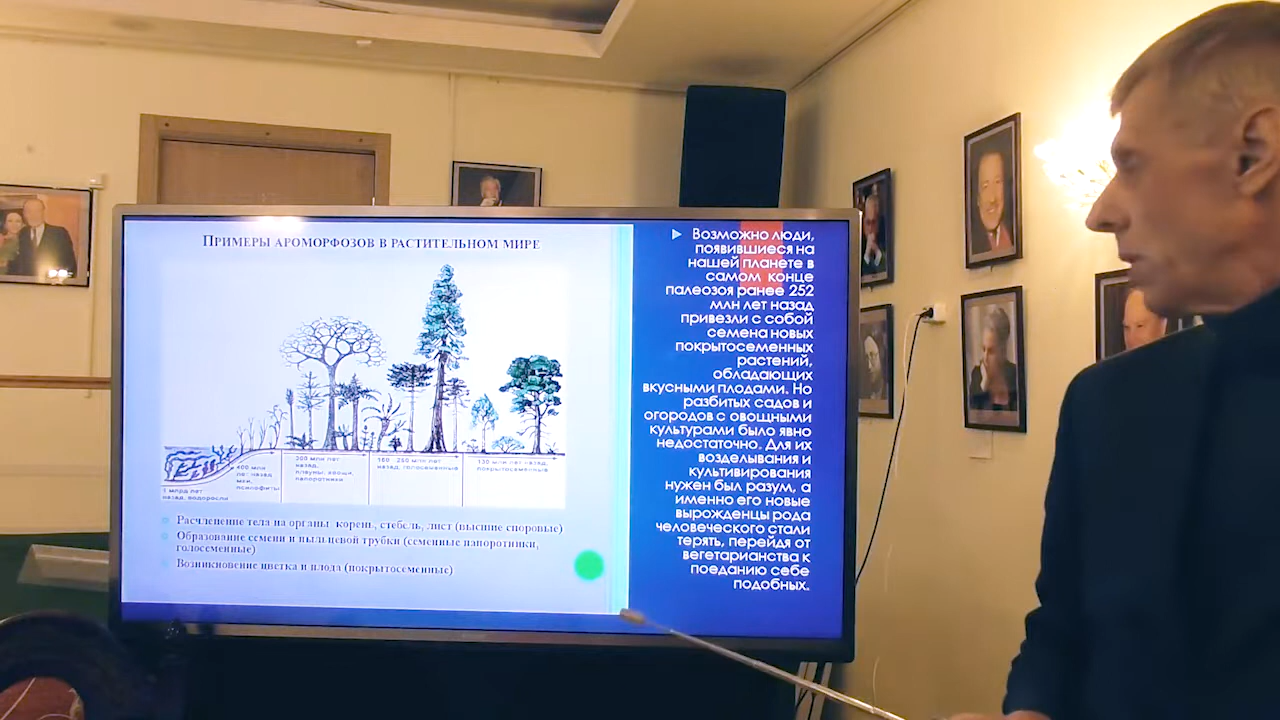 Примеры ароморфозов в растительном мире
1 млрд лет
назад, водоросли
400 млн
лет назад
мхи,
псилофиты
300 млн лет
назад,
плауны, хвощи,
папоротники
160 - 250 млн лет
назад, голосеменные
130 млн лет назад,
покрытосеменные
Расчленение тела на органы: корень, стебель, лист (высшие споровые)
Образование семени и пыльцевой трубки (семенные папоротники,
голосеменные)
Возникновение цветка и плода (покрытосеменные)
Возможно люди,
появившиеся на
нашей планете в
самом конце
палеозоя ранее 252
млн лет назад
привезли с собой
семена новых
покрытосеменных
растений,
обладающих
вкусными плодами. Но
разбитых садов и
огородов с овощными
культурами было явно
недостаточно. Для их
возделывания и
культивирования
нужен был разум, а
именно его новые
вырожденцы рода
человеческого стали
терять, перейдя от
вегетарианства к
поеданию себе
подобных.